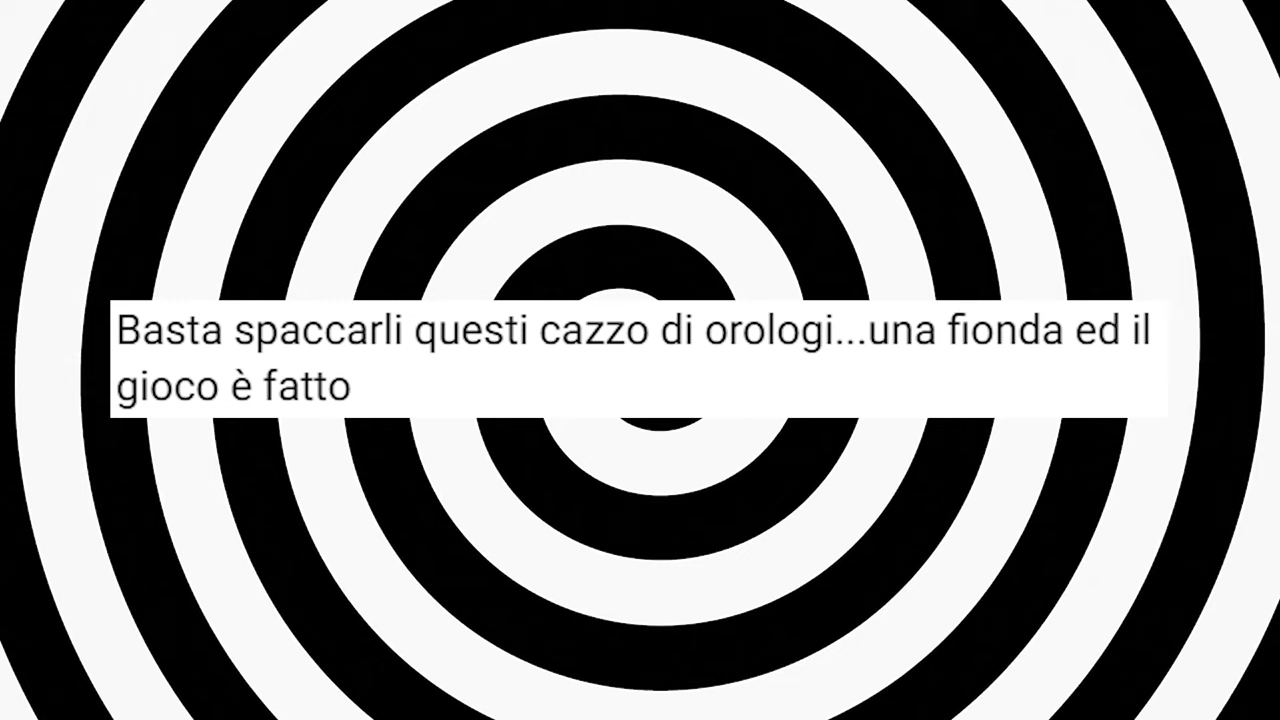 Basta spaccarli questi cazzo di orologi...una fionda ed il
gioco è fatto